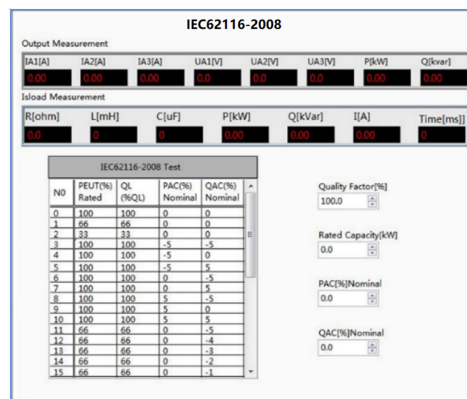 IEC62116-2008
Output Measurement
IA1[A] IA2[A] IA3[A] UA1[V] UA2[V] UA3[V] P[kW] Q[kvar]
0.00 0.00 0.00 0.00 0.00 0.00 0.00 0.00
Isload Measurement
R[ohm] L[mH] C[uF] P[kW] Q[kVar] I[A] Time[ms]]
0.0 0 0 0.00 0.00 0.00 0
IEC62116-2008 Test
N0 PEUT(%) Rated QL (%QL) PAC(%) Nominal QAC(%) Nominal
0 100 100 0 0
1 66 66 0 0
2 33 33 0 0
3 100 100 -5 -5
4 100 100 -5 0
5 100 100 -5 5
6 100 100 0 -5
7 100 100 0 5
8 100 100 5 -5
9 100 100 5 0
10 100 100 5 5
11 66 66 0 -5
12 66 66 0 -4
13 66 66 0 -3
14 66 66 0 -2
15 66 66 0 -1
Quality Factor[%]
100.0
Rated Capacity[kW]
0.0
PAC[%]Nominal
0.0
QAC[%]Nominal
0.0